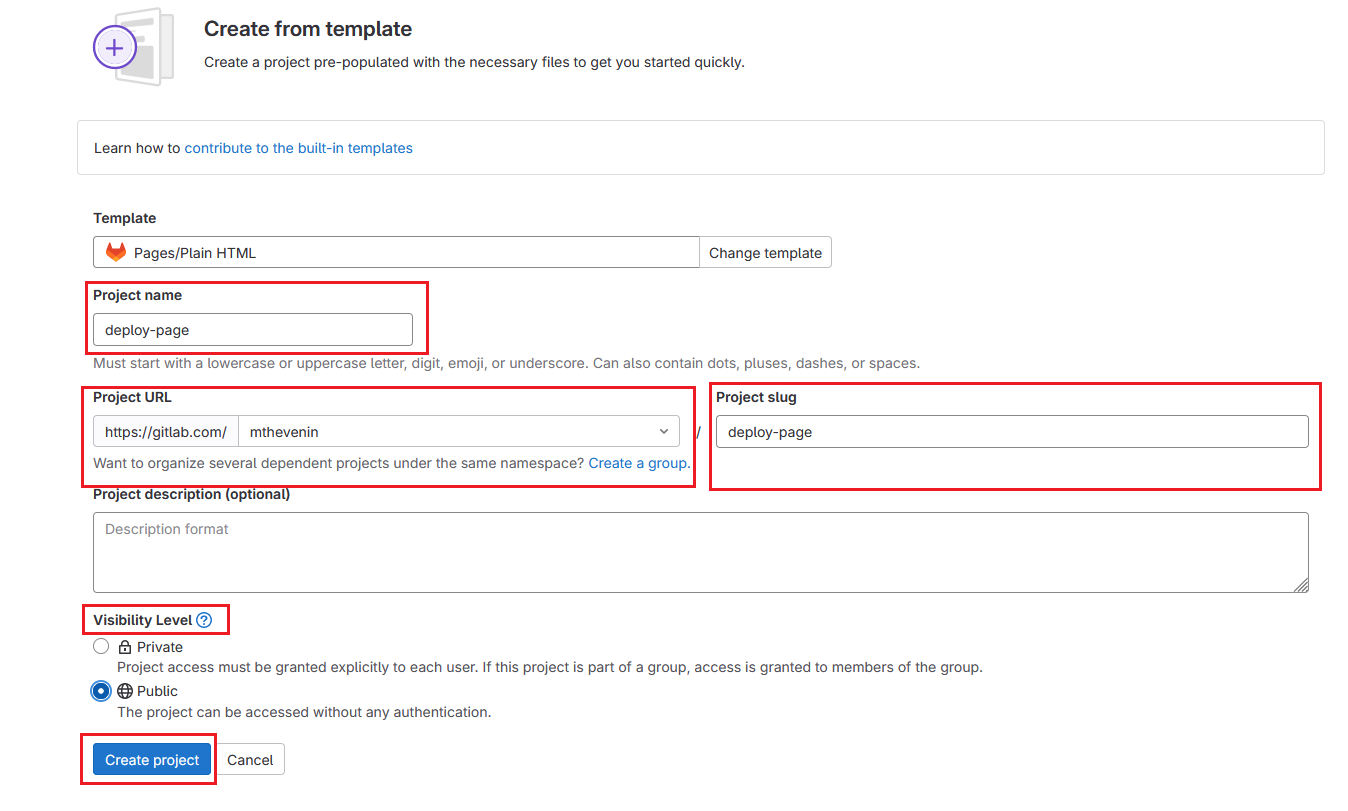 Create from template
Create a project pre-populated with the necessary files to get you started quickly.
Learn how to contribute to the built-in templates
Template
Pages/Plain HTML Change template
Project name
deploy-page
Must start with a lowercase or uppercase letter, digit, emoji, or underscore. Can also contain dots, pluses, dashes, or spaces.
Project URL Project slug
https://gitlab.com/ mthevenin / deploy-page
Want to organize several dependent projects under the same namespace? Create a group.
Project description (optional)
Description format
Visibility Level ?
Private
Project access must be granted explicitly to each user. If this project is part of a group, access is granted to members of the group.
Public
The project can be accessed without any authentication.
Create project Cancel